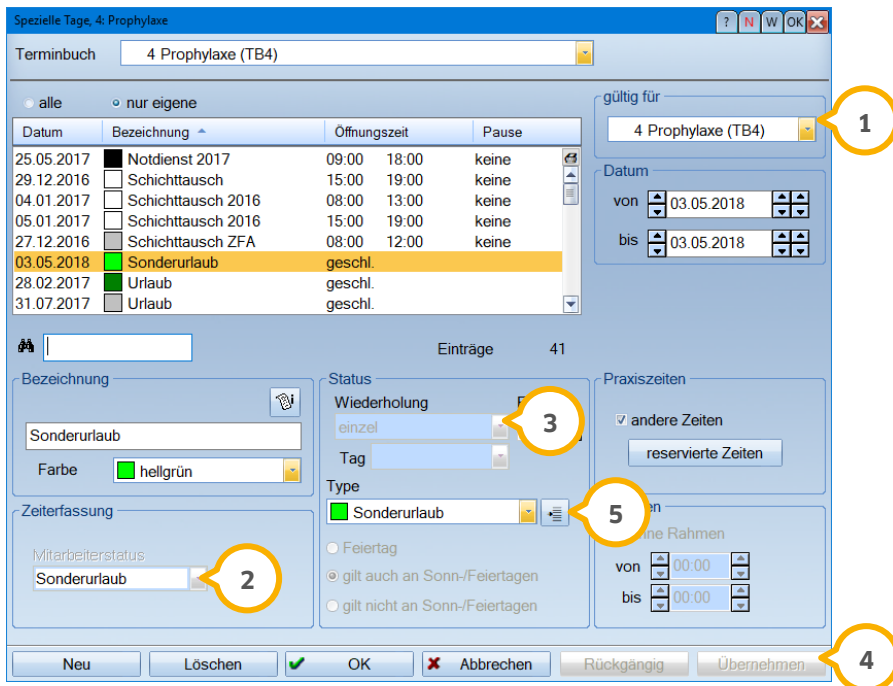 Spezielle Tage, 4: Prophylaxe ? N W OK
Terminbuch 4 Prophylaxe (TB4)
alle nur eigene
Datum Bezeichnung Öffnungszeit Pause
25.05.2017 Notdienst 2017 09:00 18:00 keine
29.12.2016 Schichttausch 15:00 19:00 keine
04.01.2017 Schichttausch 2016 08:00 13:00 keine
05.01.2017 Schichttausch 2016 15:00 19:00 keine
27.12.2016 Schichttausch ZFA 08:00 12:00 keine
03.05.2018 Sonderurlaub geschl.
28.02.2017 Urlaub geschl.
31.07.2017 Urlaub geschl.
Einträge 41
gültig für
4 Prophylaxe (TB4)
1
Datum
von 03.05.2018
bis 03.05.2018
Bezeichnung
Sonderurlaub
Farbe hellgrün
Zeiterfassung
Mitarbeiterstatus
Sonderurlaub
2
Status
Wiederholung
einzel
3
Tag
Type
Sonderurlaub
5
Feiertag
gilt auch an Sonn-/Feiertagen
gilt nicht an Sonn-/Feiertagen
Praxiszeiten
andere Zeiten
reservierte Zeiten
von 00:00
bis 00:00
Neu Löschen OK Abbrechen Rückgängig Übernehmen
4